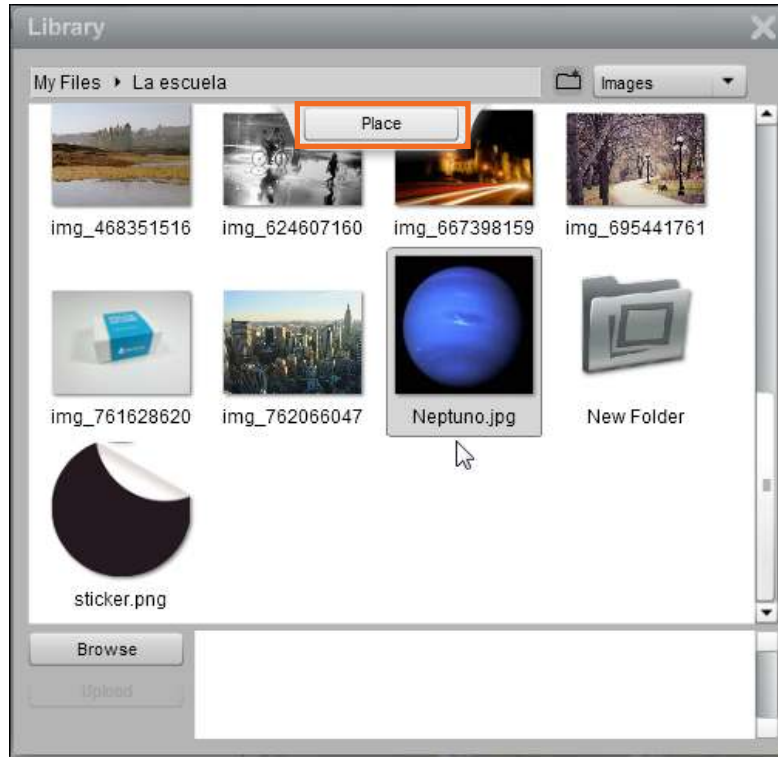 Library
My Files ▸ La escuela
Images
Place
img_468351516
img_624607160
img_667398159
img_695441761
img_761628620
img_762066047
Neptuno.jpg
New Folder
sticker.png
Browse
Upload